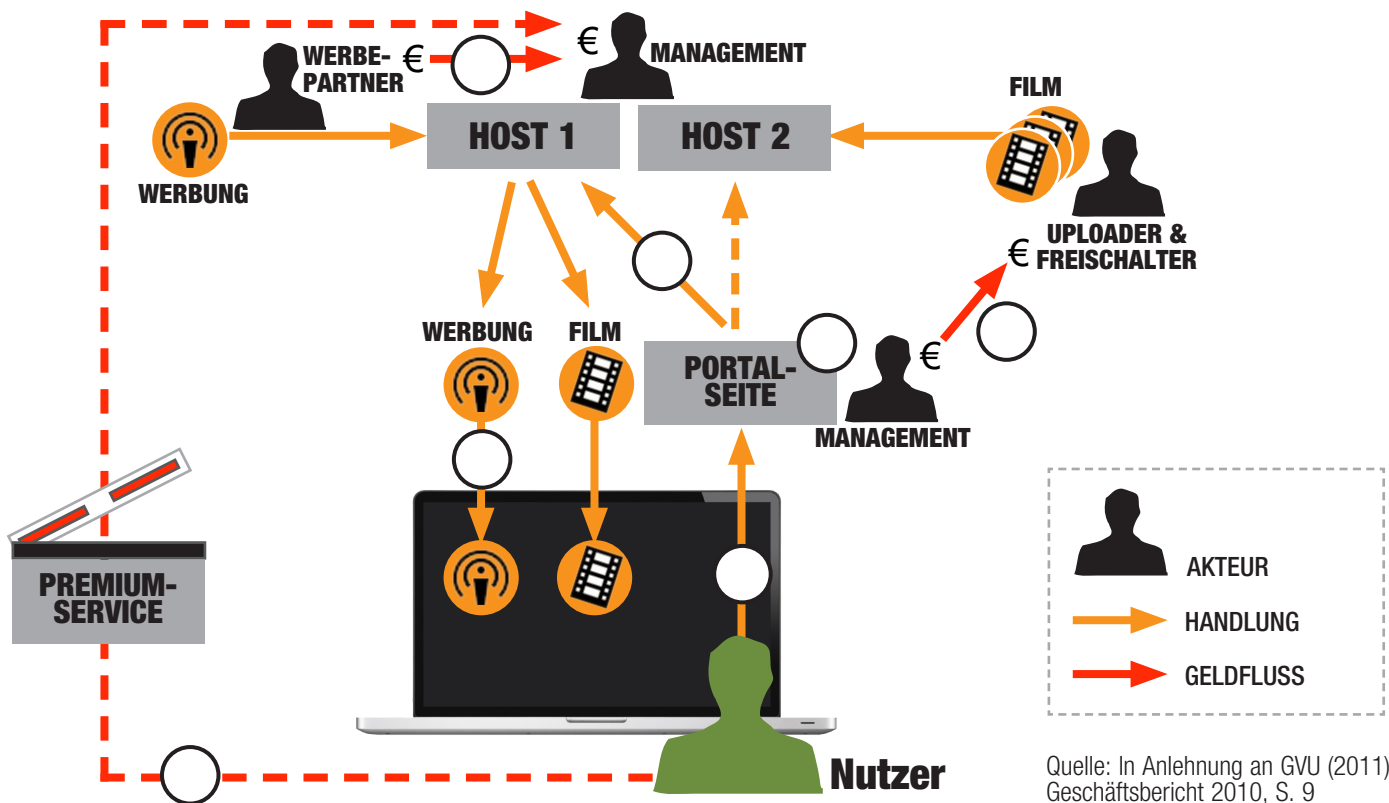 WERBE-
PARTNER
€
€
MANAGEMENT
FILM
HOST 1
HOST 2
WERBUNG
UPLOADER &
FREISCHALTER
€
WERBUNG
FILM
PORTAL-
SEITE
€
MANAGEMENT
PREMIUM-
SERVICE
AKTEUR
HANDLUNG
GELDFLUSS
Nutzer
Quelle: In Anlehnung an GVU (2011)
Geschäftsbericht 2010, S. 9